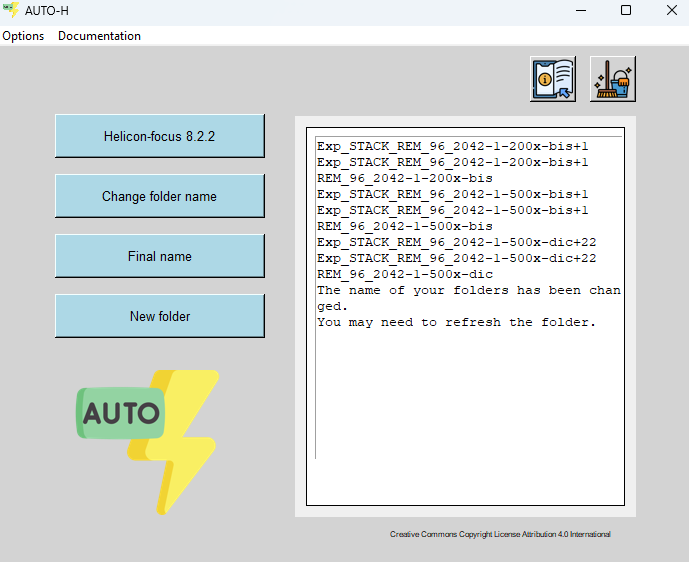 AUTO-H
Options Documentation
Helicon-focus 8.2.2
Change folder name
Final name
New folder
AUTO
Exp_STACK_REM_96_2042-1-200x-bis+1
Exp_STACK_REM_96_2042-1-200x-bis+1
REM_96_2042-1-200x-bis
Exp_STACK_REM_96_2042-1-500x-bis+1
Exp_STACK_REM_96_2042-1-500x-bis+1
REM_96_2042-1-500x-bis
Exp_STACK_REM_96_2042-1-500x-dic+22
Exp_STACK_REM_96_2042-1-500x-dic+22
REM_96_2042-1-500x-dic
The name of your folders has been chan
ged.
You may need to refresh the folder.
Creative Commons Copyright License Attribution 4.0 International